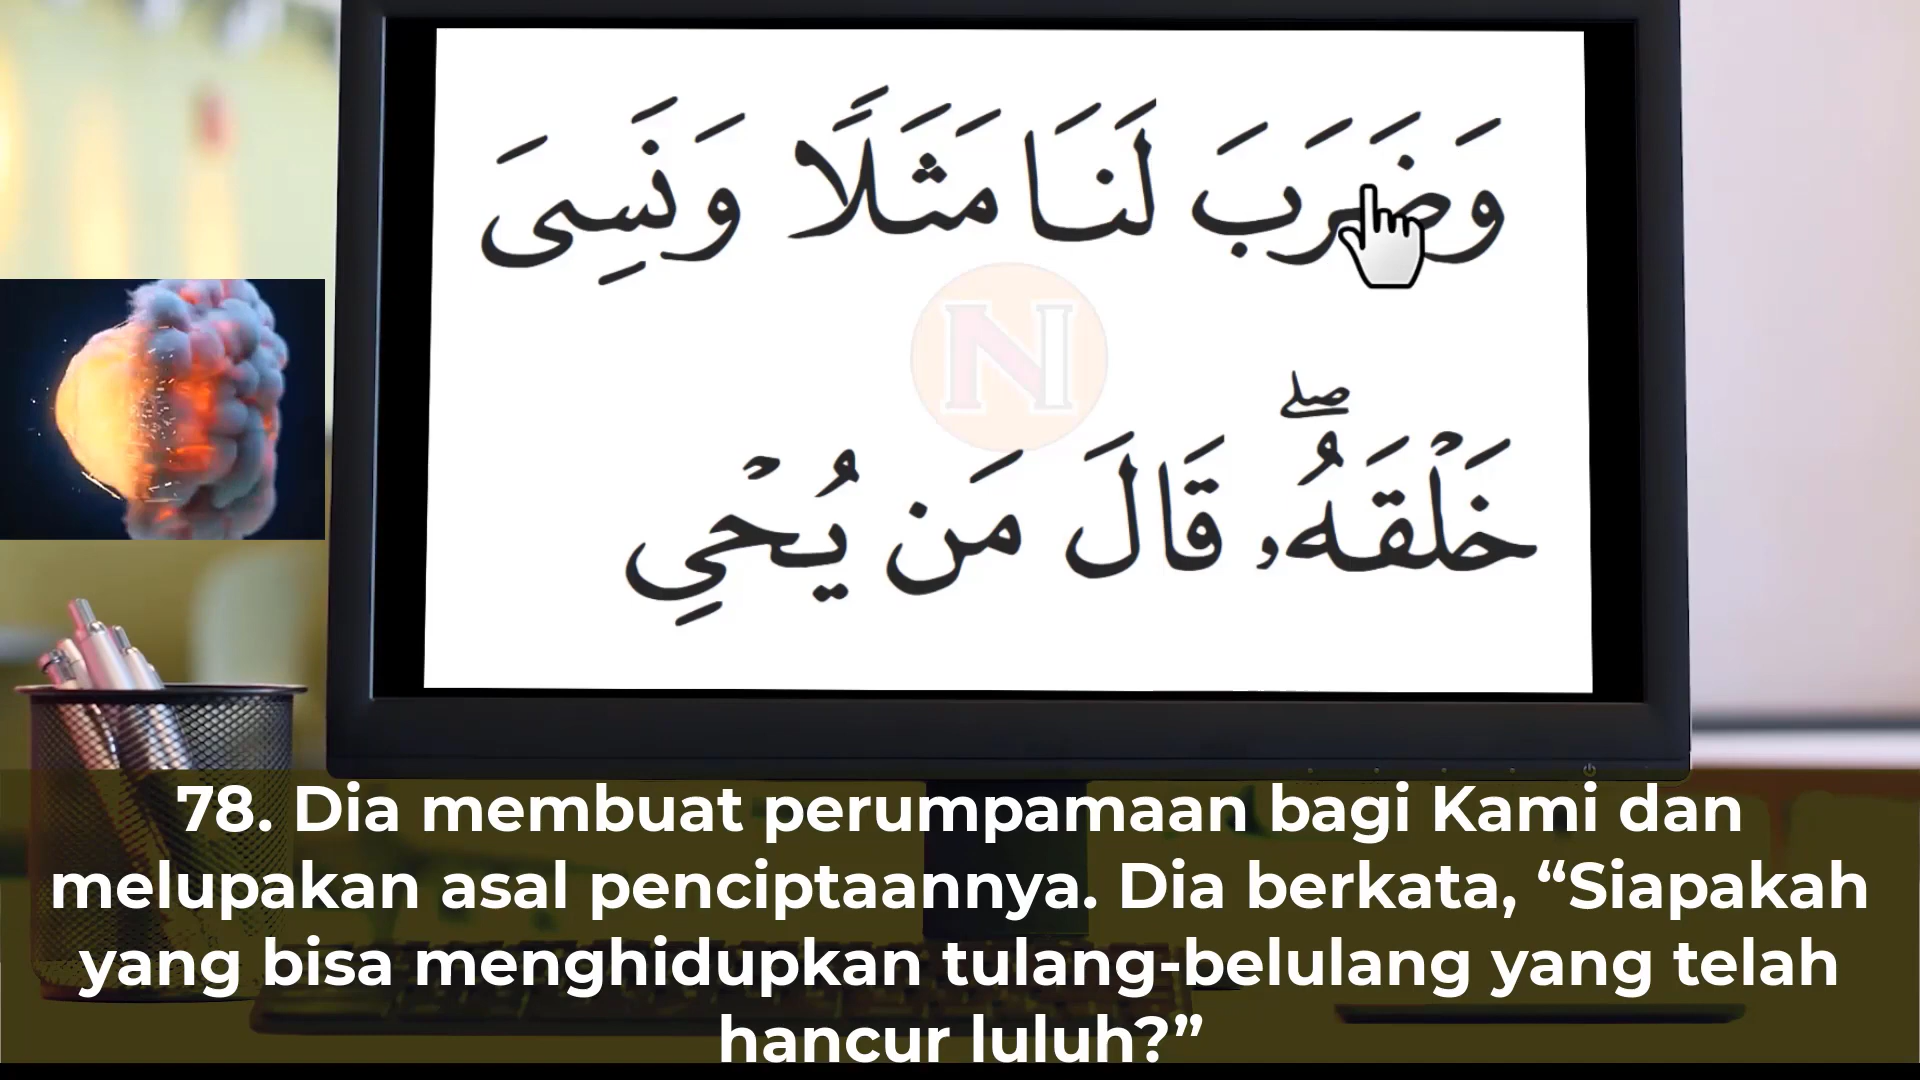 وَضَرَبَ لَنَا مَثَلًا وَنَسِىَ
خَلْقَهُۥ ۖ قَالَ مَن يُحْىِ
N
78. Dia membuat perumpamaan bagi Kami dan
melupakan asal penciptaannya. Dia berkata, “Siapakah
yang bisa menghidupkan tulang-belulang yang telah
hancur luluh?”